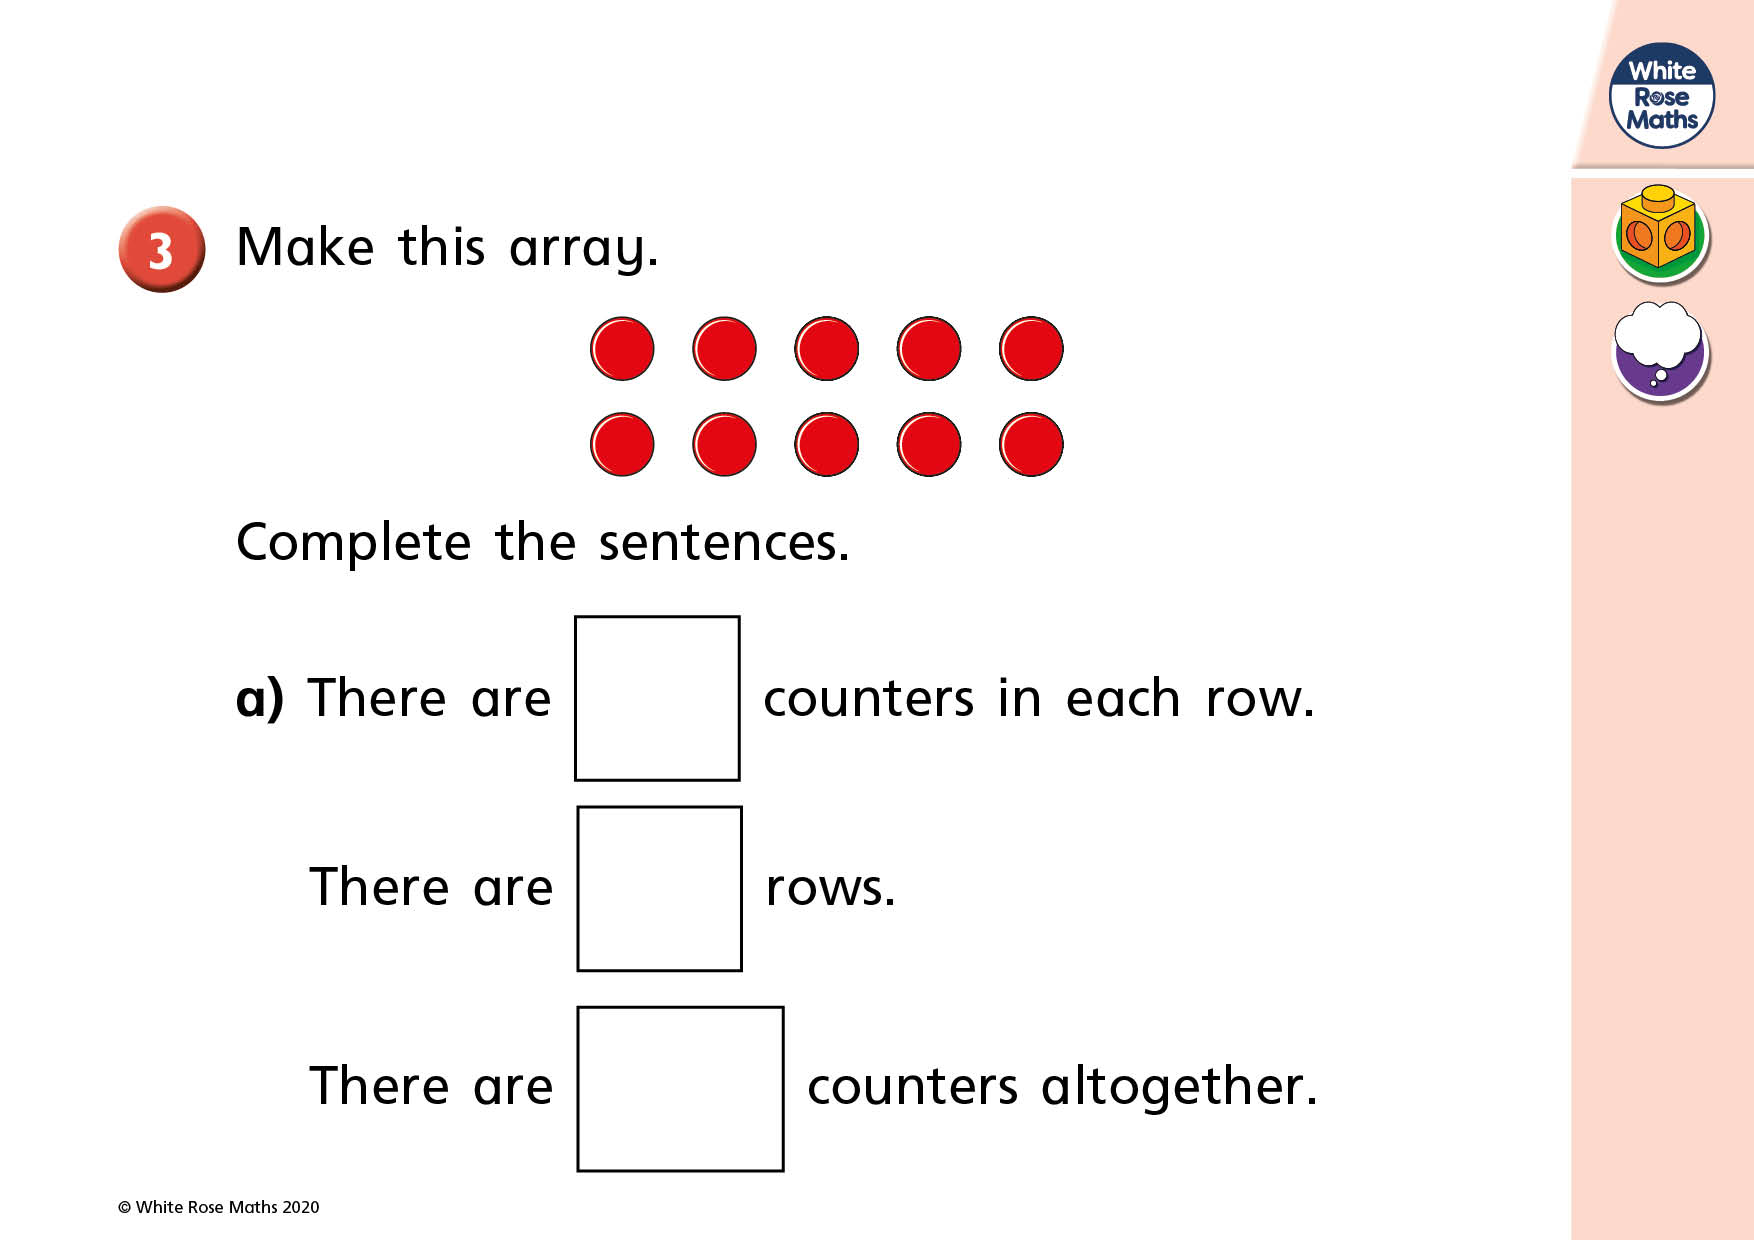 White
Rose
Maths
3 Make this array.
Complete the sentences.
a) There are counters in each row.
There are rows.
There are counters altogether.
© White Rose Maths 2020